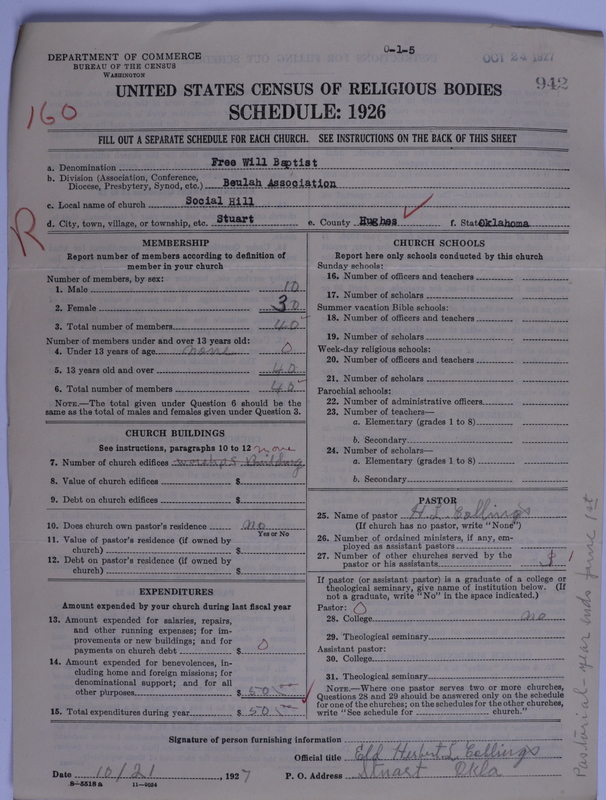 0-1-5
OCT 24 1927
942
DEPARTMENT OF COMMERCE
BUREAU OF THE CENSUS
WASHINGTON
160
UNITED STATES CENSUS OF RELIGIOUS BODIES
SCHEDULE: 1926
FILL OUT A SEPARATE SCHEDULE FOR EACH CHURCH. SEE INSTRUCTIONS ON THE BACK OF THIS SHEET
a. Denomination Free Will Baptist
b. Division (Association, Conference,
Diocese, Presbytery, Synod, etc.) Beulah Association
c. Local name of church Social Hill
d. City, town, village, or township, etc. Stuart e. County Hughes f. State Oklahoma
R
MEMBERSHIP
Report number of members according to definition of
member in your church
Number of members, by sex:
1. Male 10
2. Female 30
3. Total number of members 40
Number of members under and over 13 years old:
4. Under 13 years of age none 0
5. 13 years old and over 40
6. Total number of members 40
NOTE.—The total given under Question 6 should be the
same as the total of males and females given under Question 3.
CHURCH BUILDINGS
See instructions, paragraphs 10 to 12 none
7. Number of church edifices Building
8. Value of church edifices $
9. Debt on church edifices $
10. Does church own pastor's residence no
Yes or No
11. Value of pastor's residence (if owned by
church) $
12. Debt on pastor's residence (if owned by
church) $
EXPENDITURES
Amount expended by your church during last fiscal year
13. Amount expended for salaries, repairs,
and other running expenses; for im-
provements or new buildings; and for
payments on church debt $ 0
14. Amount expended for benevolences, in-
cluding home and foreign missions; for
denominational support; and for all
other purposes $ 50
15. Total expenditures during year $ 50
CHURCH SCHOOLS
Report here only schools conducted by this church
Sunday schools:
16. Number of officers and teachers
17. Number of scholars
Summer vacation Bible schools:
18. Number of officers and teachers
19. Number of scholars
Week-day religious schools:
20. Number of officers and teachers
21. Number of scholars
Parochial schools:
22. Number of administrative officers
23. Number of teachers—
a. Elementary (grades 1 to 8)
b. Secondary
24. Number of scholars—
a. Elementary (grades 1 to 8)
b. Secondary
PASTOR
25. Name of pastor H. L. Collings
(If church has no pastor, write "None")
26. Number of ordained ministers, if any, em-
ployed as assistant pastors
27. Number of other churches served by the
pastor or his assistants 1
If pastor (or assistant pastor) is a graduate of a college or
theological seminary, give name of institution below. (If
not a graduate, write "No" in the space indicated.)
Pastor: 0
28. College no
29. Theological seminary
Assistant pastor:
30. College
31. Theological seminary
NOTE.—Where one pastor serves two or more churches,
Questions 28 and 29 should be answered only on the schedule
for one of the churches; on the schedules for the other churches,
write "See schedule for church."
Pastorial-year ends June 1st
Signature of person furnishing information
Official title Eld Herbert L Collings
Date 10/21, 1927 P. O. Address Stuart Okla
8-5518a 11-9024